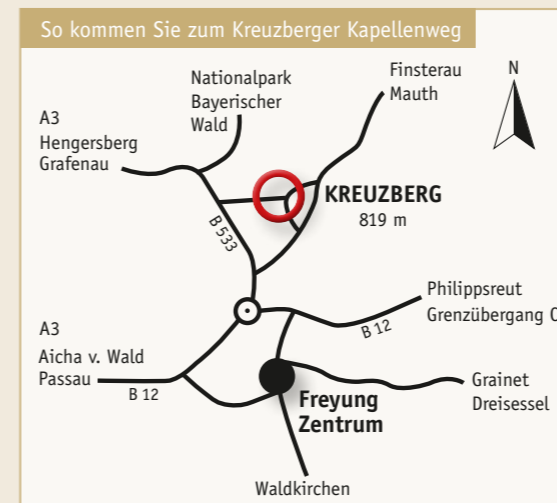 So kommen Sie zum Kreuzberger Kapellenweg
Nationalpark
Bayerischer
Wald
Finsterau
Mauth
N
A3
Hengersberg
Grafenau
KREUZBERG
819 m
B 533
Philippsreut
Grenzübergang
B 12
A3
Aicha v. Wald
Passau
B 12
Freyung
Zentrum
Grainet
Dreisessel
Waldkirchen